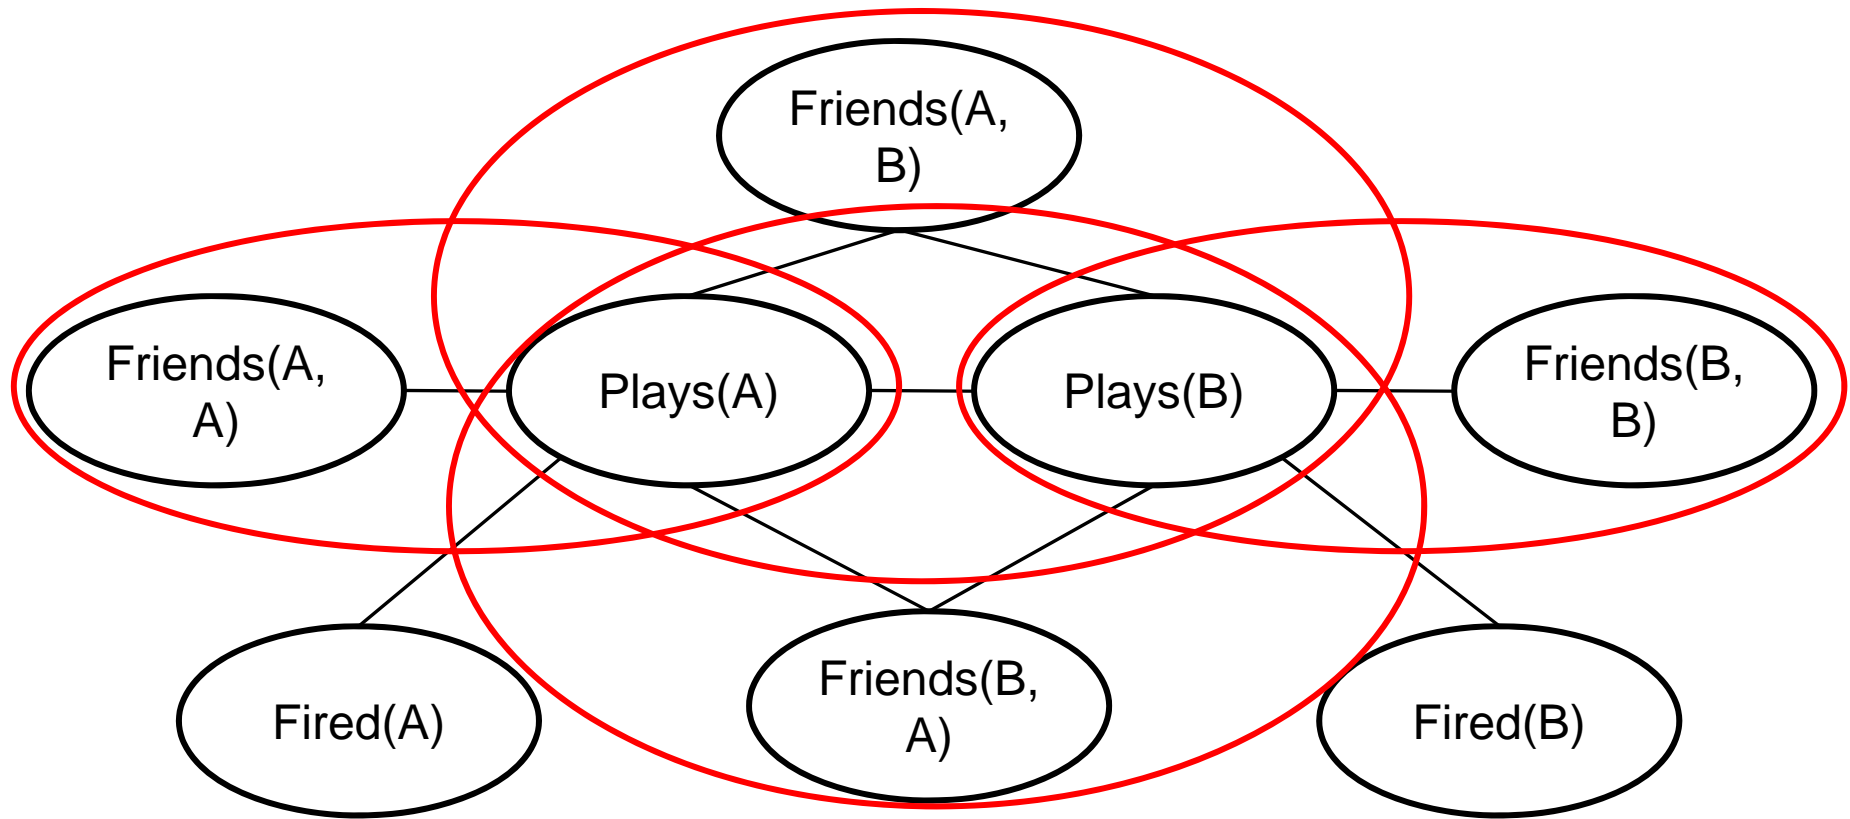 Friends(A,
B)
Friends(A,
A)
Plays(A)
Plays(B)
Friends(B,
B)
Fired(A)
Friends(B,
A)
Fired(B)